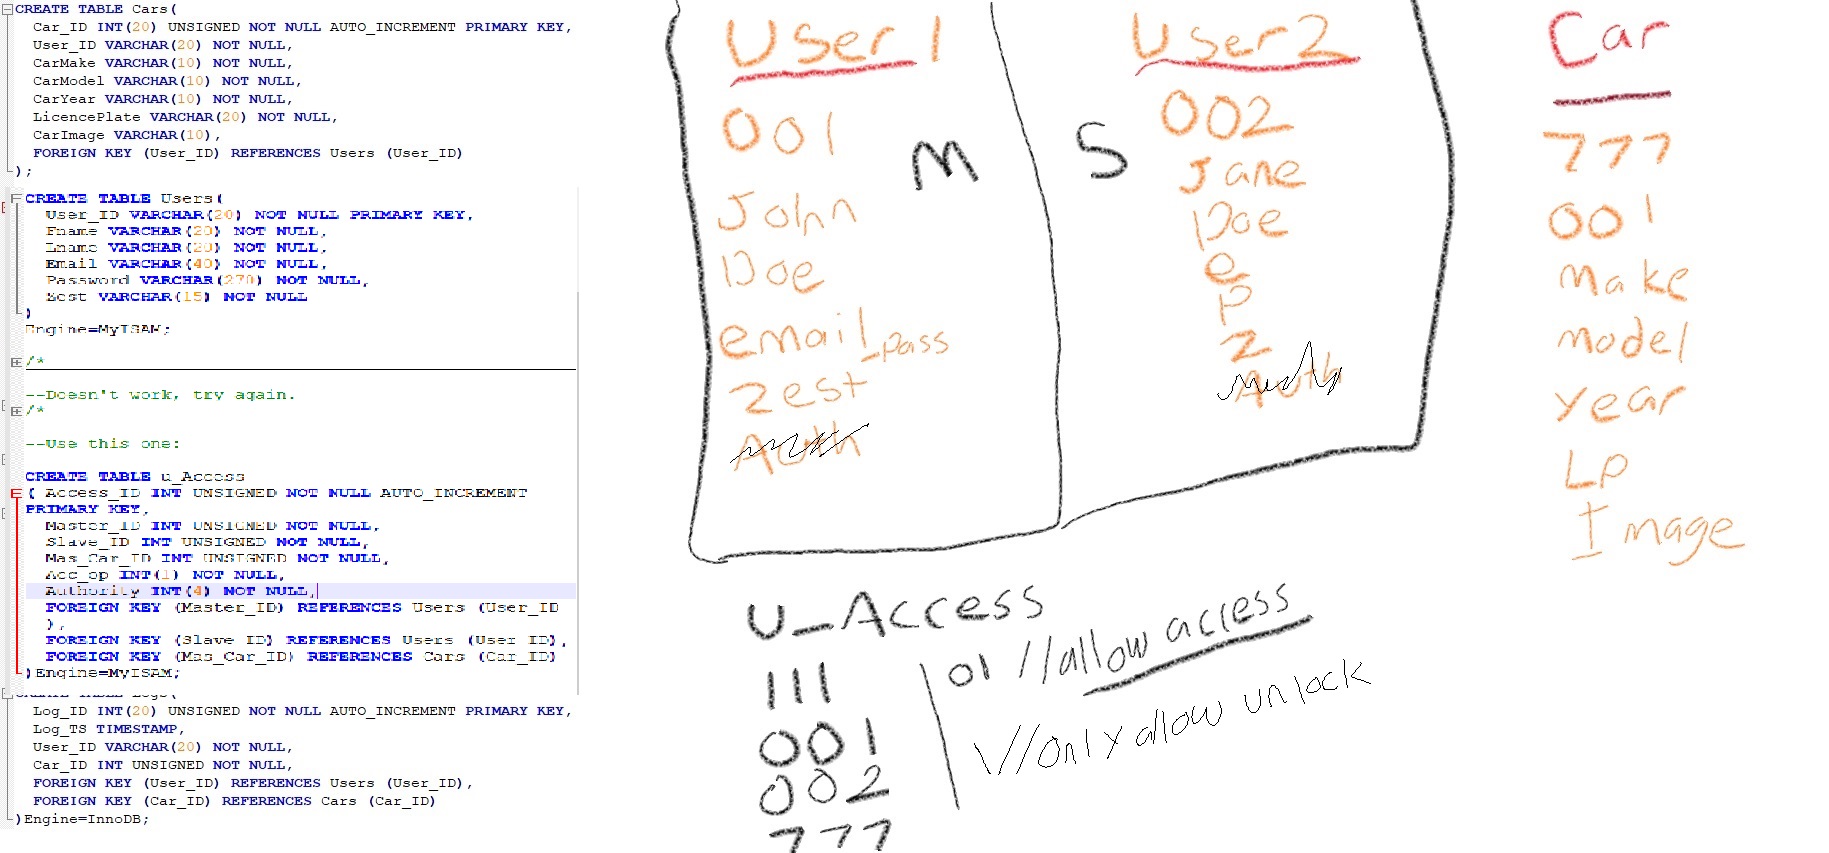 CREATE TABLE Cars(
Car_ID INT(20) UNSIGNED NOT NULL AUTO_INCREMENT PRIMARY KEY,
User_ID VARCHAR(20) NOT NULL,
CarMake VARCHAR(10) NOT NULL,
CarModel VARCHAR(10) NOT NULL,
CarYear VARCHAR(10) NOT NULL,
LicencePlate VARCHAR(20) NOT NULL,
CarImage VARCHAR(10),
FOREIGN KEY (User_ID) REFERENCES Users (User_ID)
);
CREATE TABLE Users(
User_ID VARCHAR(20) NOT NULL PRIMARY KEY,
Fname VARCHAR(20) NOT NULL,
Lname VARCHAR(20) NOT NULL,
Email VARCHAR(40) NOT NULL,
Password VARCHAR(270) NOT NULL,
Zest VARCHAR(15) NOT NULL
)
Engine=MyISAM;
/*
--Doesn't work, try again.
/*
--Use this one:
CREATE TABLE u_Access
( Access_ID INT UNSIGNED NOT NULL AUTO_INCREMENT
PRIMARY KEY,
Master_ID INT UNSIGNED NOT NULL,
Slave_ID INT UNSIGNED NOT NULL,
Mas_Car_ID INT UNSIGNED NOT NULL,
Acc_op INT(1) NOT NULL,
Authority INT(4) NOT NULL,
FOREIGN KEY (Master_ID) REFERENCES Users (User_ID
),
FOREIGN KEY (Slave_ID) REFERENCES Users (User_ID),
FOREIGN KEY (Mas_Car_ID) REFERENCES Cars (Car_ID)
)Engine=MyISAM;
CREATE TABLE Logs(
Log_ID INT(20) UNSIGNED NOT NULL AUTO_INCREMENT PRIMARY KEY,
Log_TS TIMESTAMP,
User_ID VARCHAR(20) NOT NULL,
Car_ID INT UNSIGNED NOT NULL,
FOREIGN KEY (User_ID) REFERENCES Users (User_ID),
FOREIGN KEY (Car_ID) REFERENCES Cars (Car_ID)
)Engine=InnoDB;
User1
001
M
John
Doe
email_pass
Zest
Auth
User2
S
002
Jane
Doe
e
P
Z
Auth
Car
777
001
Make
model
year
LP
Image
U_Access
111
001
002
777
01 //allow access
1//Only allow unlock